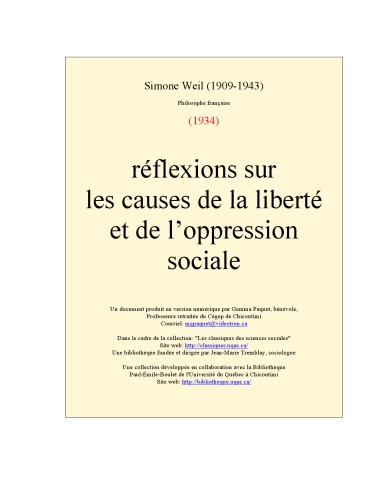 Simone Weil (1909-1943)
Philosophe française
(1934)
réflexions sur
les causes de la liberté
et de l’oppression
sociale
Un document produit en version numérique par Gemma Paquet, bénévole,
Professeure retraitée du Cégep de Chicoutimi
Courriel: mgpaquet@videotron.ca
Dans le cadre de la collection: "Les classiques des sciences sociales"
Site web: http://classiques.uqac.ca/
Une bibliothèque fondée et dirigée par Jean-Marie Tremblay, sociologue
Une collection développée en collaboration avec la Bibliothèque
Paul-Émile-Boulet de l'Université du Québec à Chicoutimi
Site web: http://bibliotheque.uqac.ca/